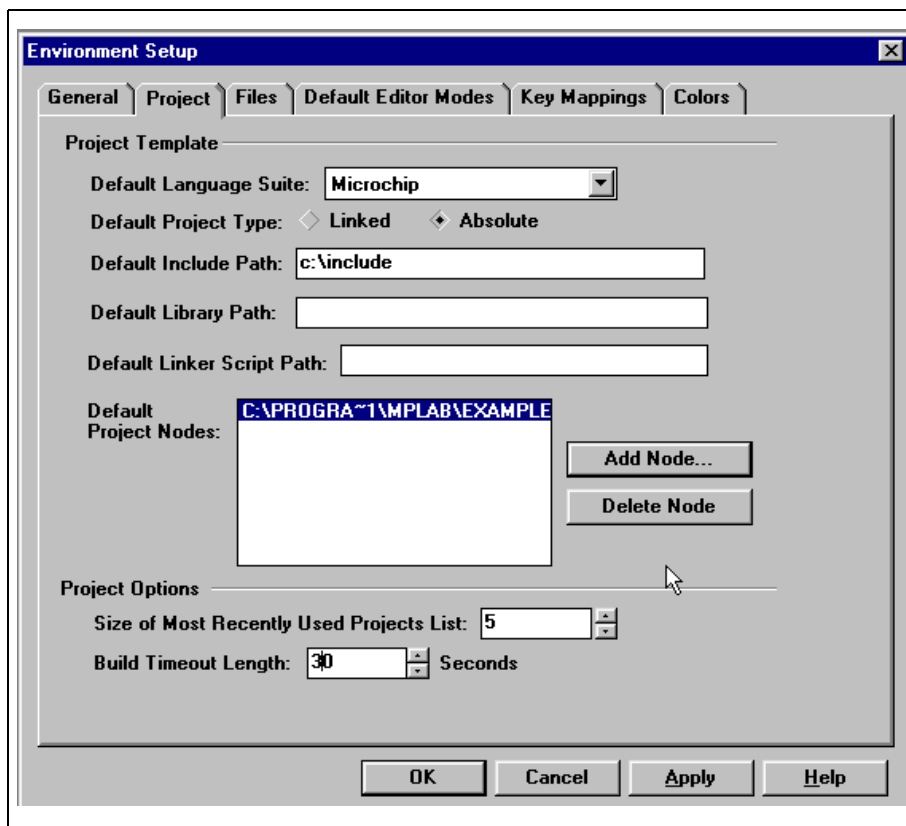 Environment Setup
General Project Files Default Editor Modes Key Mappings Colors
Project Template
Default Language Suite: Microchip
Default Project Type: Linked Absolute
Default Include Path: c:\include
Default Library Path:
Default Linker Script Path:
Default
Project Nodes:
C:\PROGRA~1\MPLAB\EXAMPLE
Add Node...
Delete Node
Project Options
Size of Most Recently Used Projects List: 5
Build Timeout Length: 30 Seconds
OK Cancel Apply Help